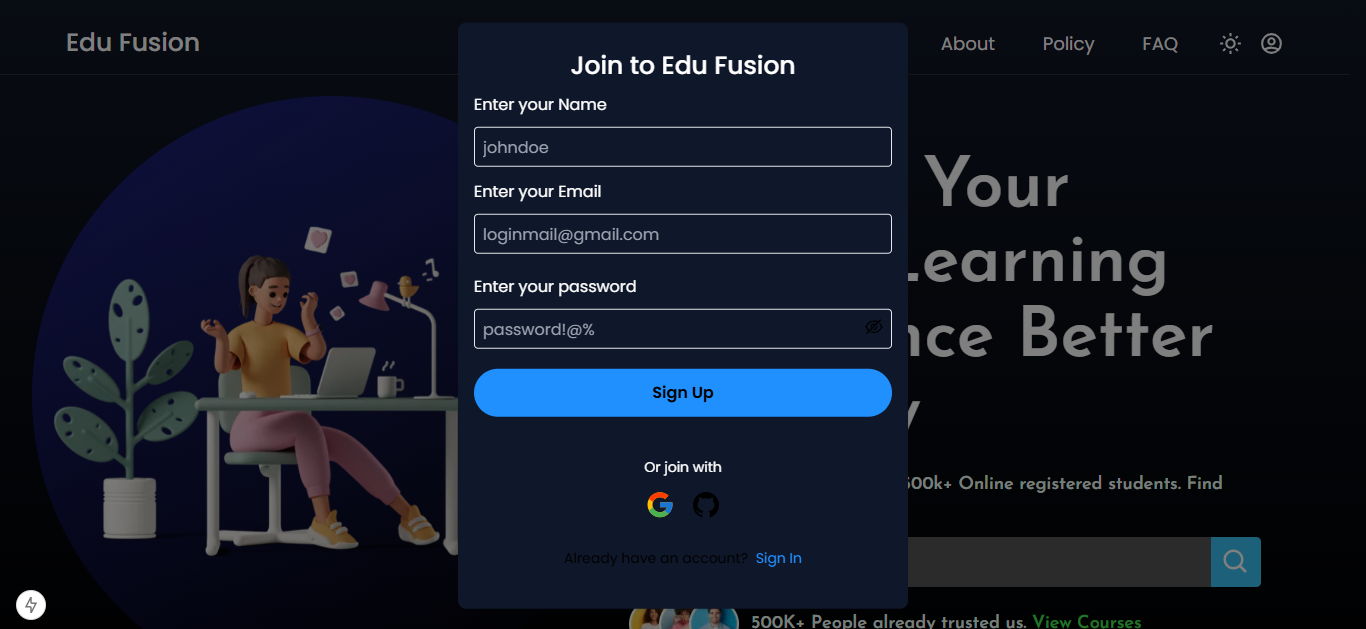 Edu Fusion
About
Policy
FAQ
Join to Edu Fusion
Enter your Name
johndoe
Enter your Email
loginmail@gmail.com
Enter your password
password!@%
Sign Up
Or join with
Already have an account? Sign In
Your
Learning
Better
Online registered students. Find
500K+ People already trusted us. View Courses